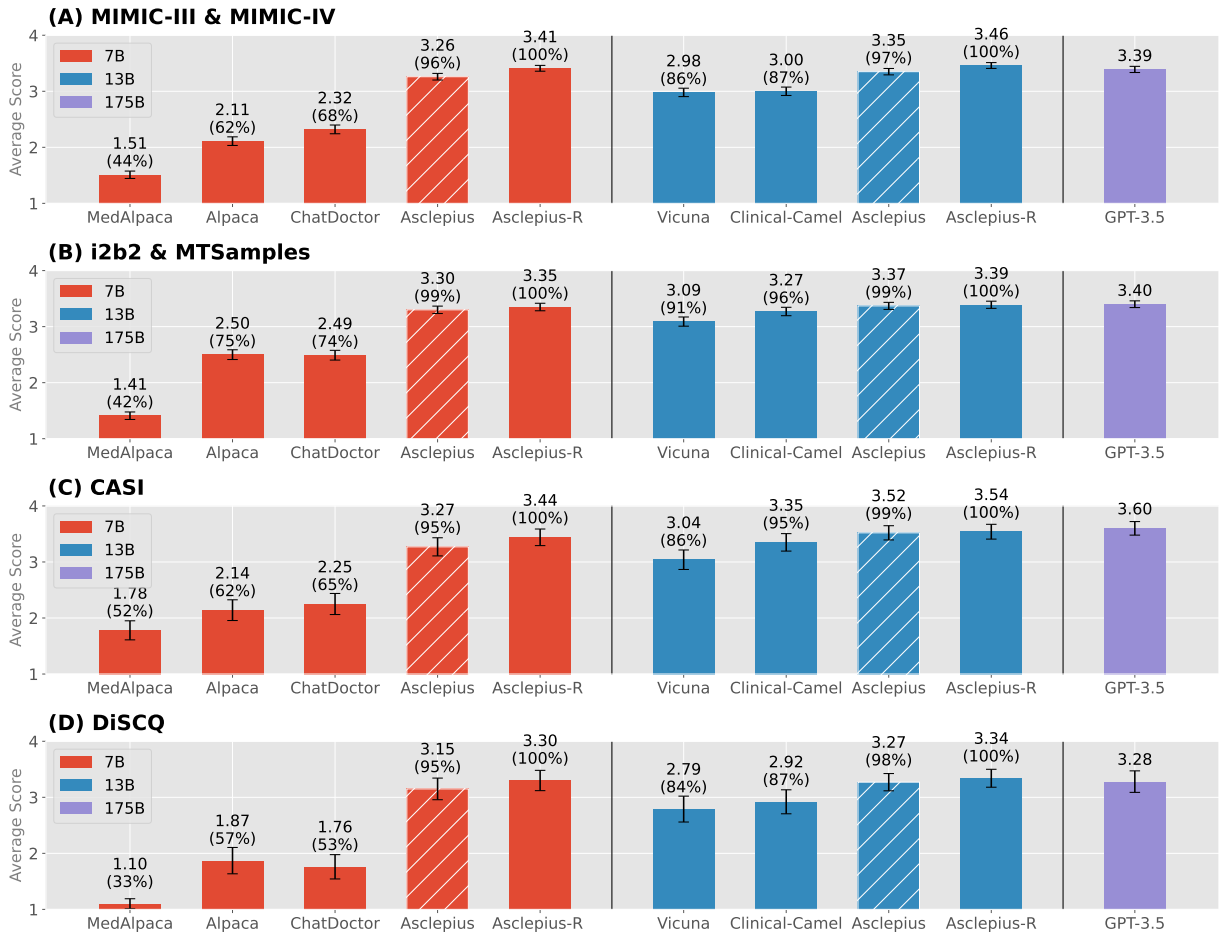 (A) MIMIC-III & MIMIC-IV
Average Score
4
3
2
1
7B
13B
175B
1.51
(44%)
2.11
(62%)
2.32
(68%)
3.26
(96%)
3.41
(100%)
2.98
(86%)
3.00
(87%)
3.35
(97%)
3.46
(100%)
3.39
MedAlpaca
Alpaca
ChatDoctor
Asclepius
Asclepius-R
Vicuna
Clinical-Camel
Asclepius
Asclepius-R
GPT-3.5
(B) i2b2 & MTSamples
Average Score
4
3
2
1
7B
13B
175B
1.41
(42%)
2.50
(75%)
2.49
(74%)
3.30
(99%)
3.35
(100%)
3.09
(91%)
3.27
(96%)
3.37
(99%)
3.39
(100%)
3.40
MedAlpaca
Alpaca
ChatDoctor
Asclepius
Asclepius-R
Vicuna
Clinical-Camel
Asclepius
Asclepius-R
GPT-3.5
(C) CASI
Average Score
4
3
2
1
7B
13B
175B
1.78
(52%)
2.14
(62%)
2.25
(65%)
3.27
(95%)
3.44
(100%)
3.04
(86%)
3.35
(95%)
3.52
(99%)
3.54
(100%)
3.60
MedAlpaca
Alpaca
ChatDoctor
Asclepius
Asclepius-R
Vicuna
Clinical-Camel
Asclepius
Asclepius-R
GPT-3.5
(D) DiSCQ
Average Score
4
3
2
1
7B
13B
175B
1.10
(33%)
1.87
(57%)
1.76
(53%)
3.15
(95%)
3.30
(100%)
2.79
(84%)
2.92
(87%)
3.27
(98%)
3.34
(100%)
3.28
MedAlpaca
Alpaca
ChatDoctor
Asclepius
Asclepius-R
Vicuna
Clinical-Camel
Asclepius
Asclepius-R
GPT-3.5